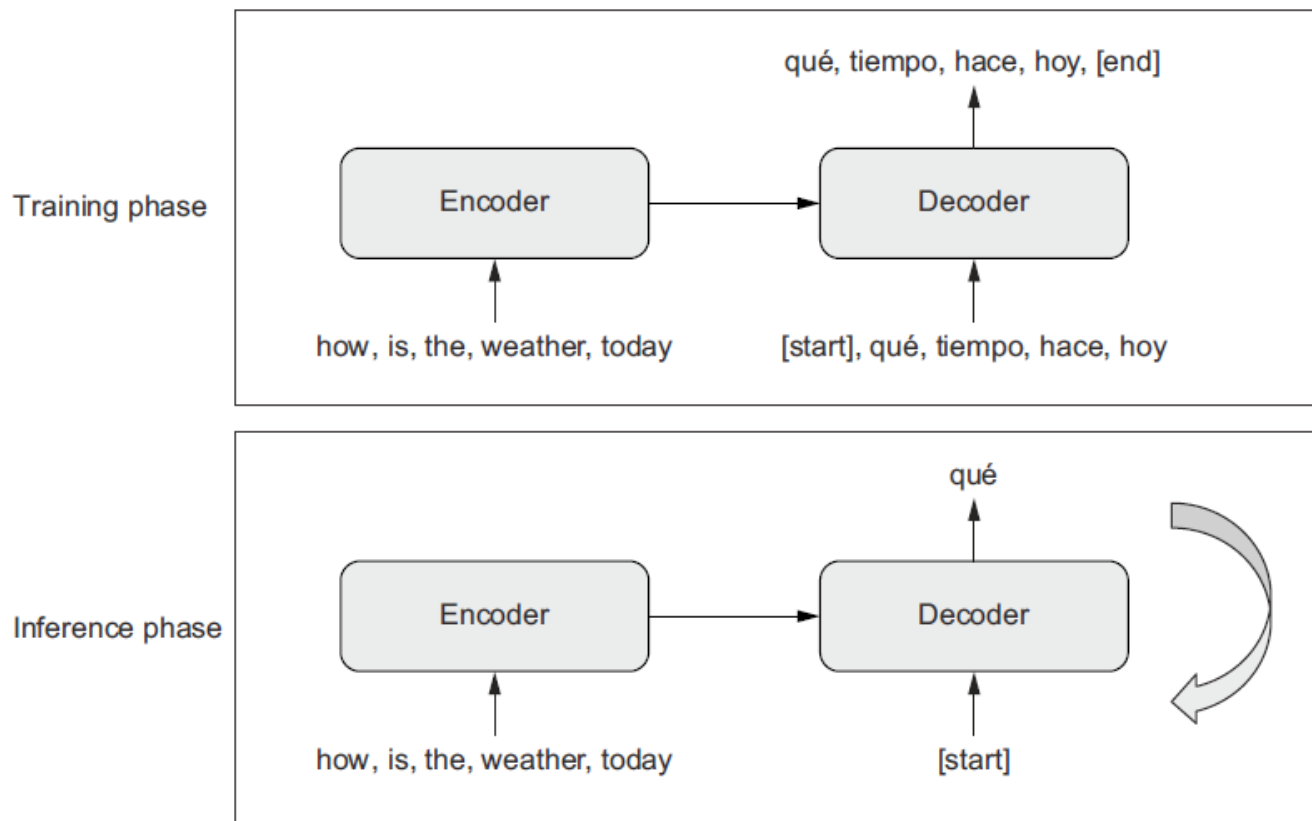 qué, tiempo, hace, hoy, [end]
Training phase
Encoder
Decoder
how, is, the, weather, today
[start], qué, tiempo, hace, hoy
qué
Inference phase
Encoder
Decoder
how, is, the, weather, today
[start]